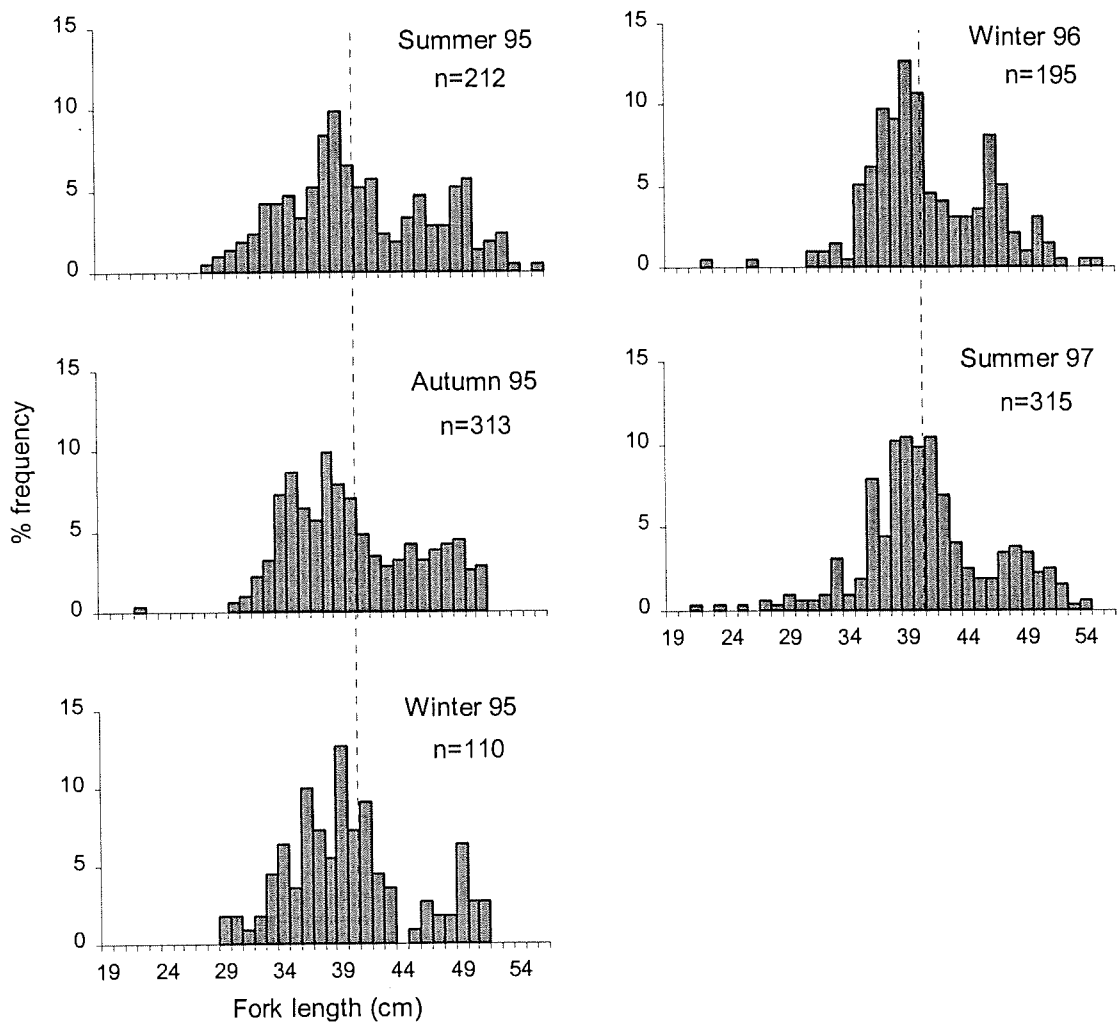 15
10
5
0
Summer 95
n=212
15
10
5
0
Autumn 95
n=313
% frequency
15
10
5
0
Winter 95
n=110
19 29 34 39 44 49 54
Fork length (cm)
15
10
5
0
Winter 96
n=195
15
10
5
0
Summer 97
n=315
19 24 29 34 39 44 49 54